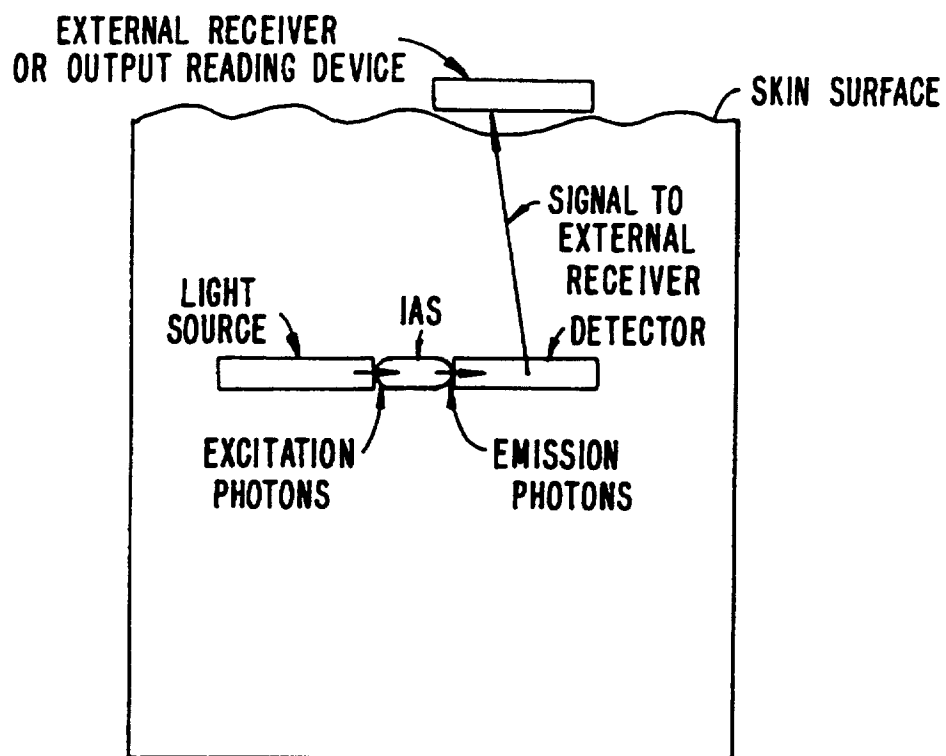 EXTERNAL RECEIVER
OR OUTPUT READING DEVICE
SKIN SURFACE
SIGNAL TO
EXTERNAL
RECEIVER
LIGHT
SOURCE
IAS
DETECTOR
EXCITATION
PHOTONS
EMISSION
PHOTONS